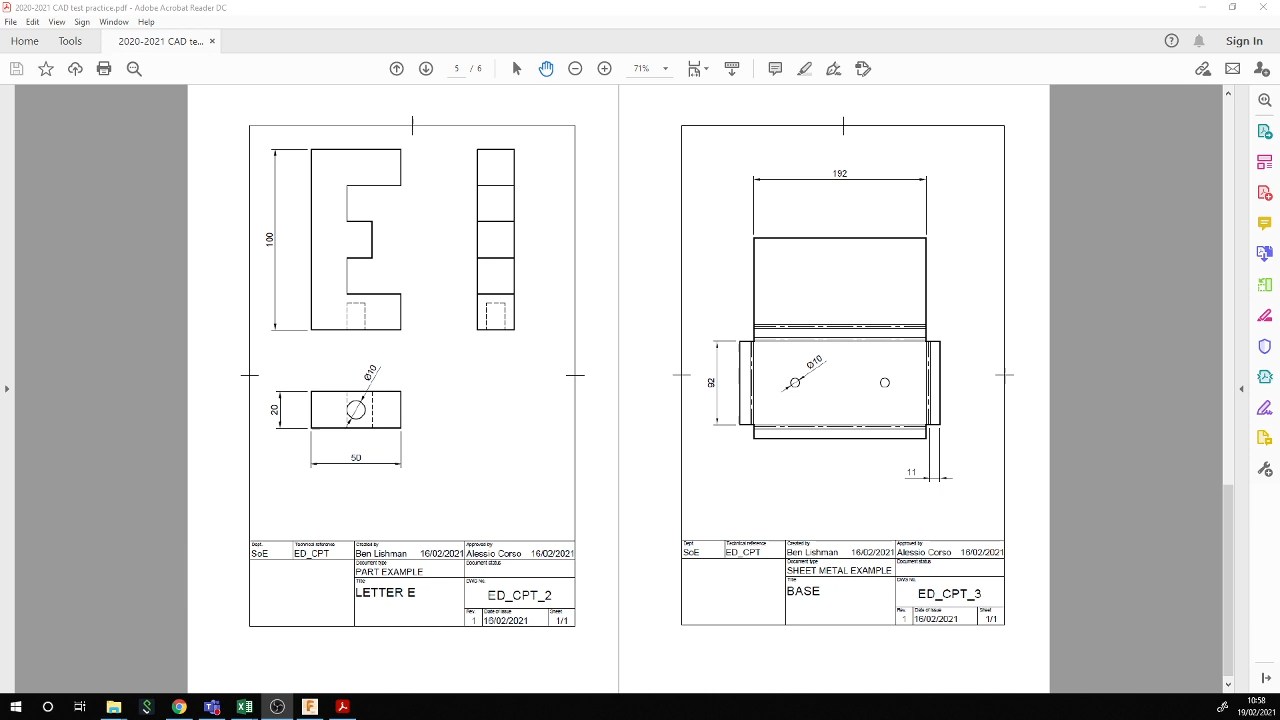 2020-2021 CAD test practice.pdf - Adobe Acrobat Reader DC
File Edit View Sign Window Help
Home Tools 2020-2021 CAD te... × Sign In
5 / 6 71%
100
20
Ø10
50
Dept. Technical reference Created by Approved by
SoE ED_CPT Ben Lishman 16/02/2021 Alessio Corso 16/02/2021
Document type Document status
PART EXAMPLE
Title DWG No.
LETTER E ED_CPT_2
Rev. Date of issue Sheet
1 16/02/2021 1/1
192
92
Ø10
11
Dept. Technical reference Created by Approved by
SoE ED_CPT Ben Lishman 16/02/2021 Alessio Corso 16/02/2021
Document type Document status
SHEET METAL EXAMPLE
Title DWG No.
BASE ED_CPT_3
Rev. Date of issue Sheet
1 16/02/2021 1/1
10:58
19/02/2021